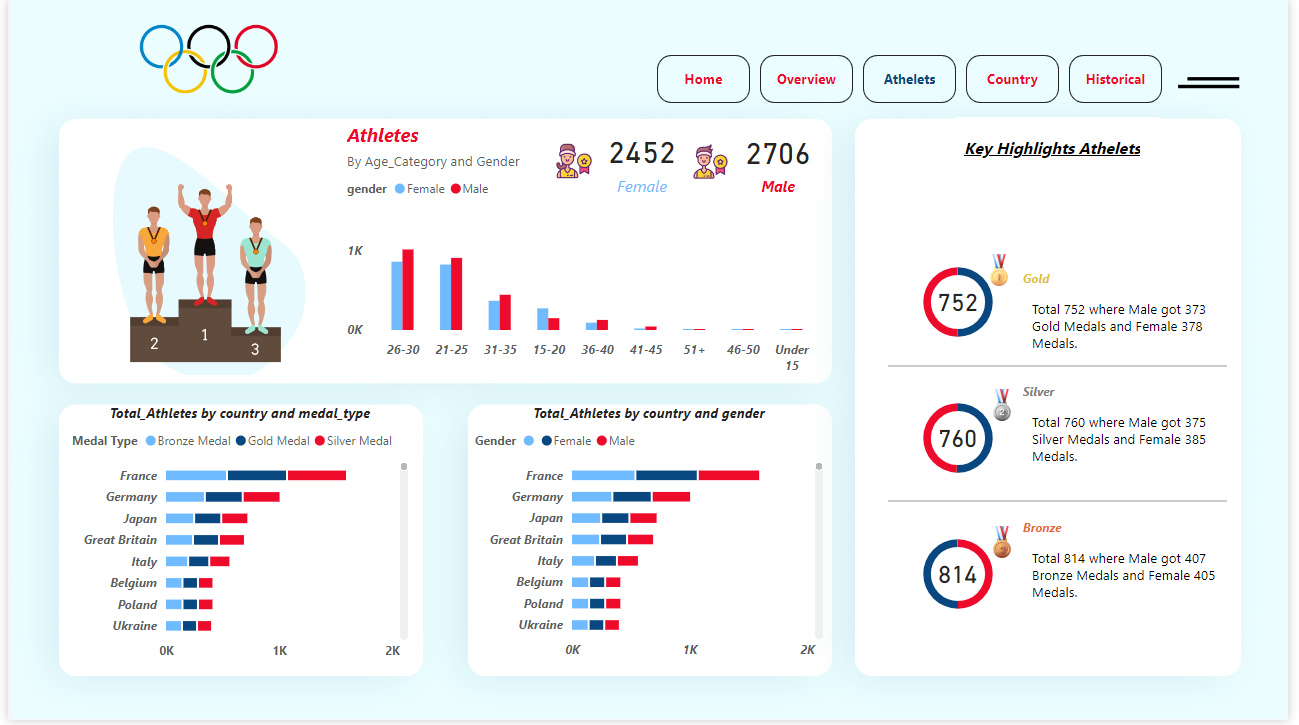 Home
Overview
Athelets
Country
Historical
Athletes
By Age_Category and Gender
gender Female Male
2452
Female
2706
Male
1K
0K
26-30
21-25
31-35
15-20
36-40
41-45
51+
46-50
Under
15
2
1
3
Total_Athletes by country and medal_type
Medal Type Bronze Medal Gold Medal Silver Medal
France
Germany
Japan
Great Britain
Italy
Belgium
Poland
Ukraine
0K
1K
2K
Total_Athletes by country and gender
Gender Female Male
France
Germany
Japan
Great Britain
Italy
Belgium
Poland
Ukraine
0K
1K
2K
Key Highlights Athelets
752
1
Gold
Total 752 where Male got 373
Gold Medals and Female 378
Medals.
760
2
Silver
Total 760 where Male got 375
Silver Medals and Female 385
Medals.
814
Bronze
Total 814 where Male got 407
Bronze Medals and Female 405
Medals.